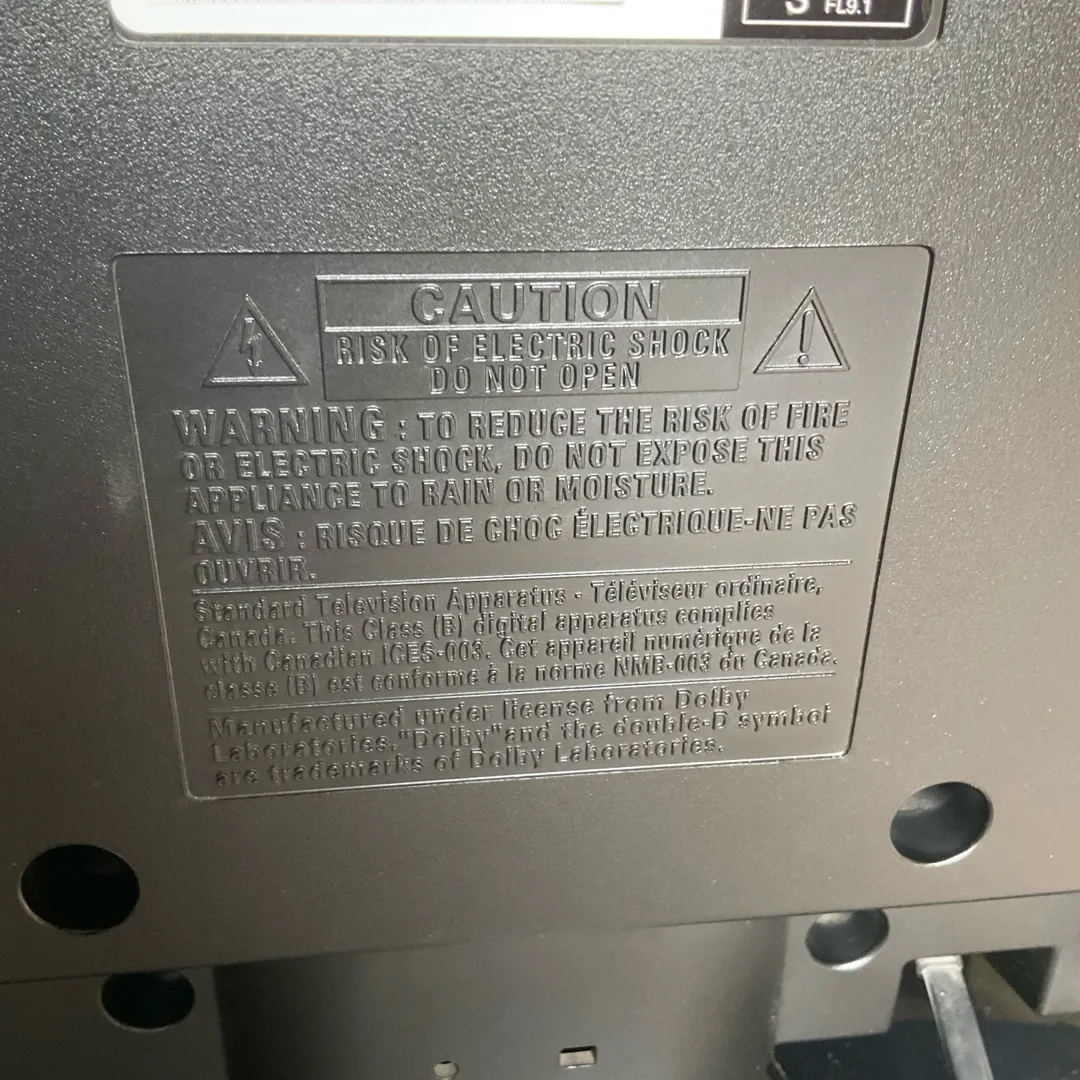 S FL9.1
CAUTION
RISK OF ELECTRIC SHOCK
DO NOT OPEN
WARNING : TO REDUCE THE RISK OF FIRE
OR ELECTRIC SHOCK, DO NOT EXPOSE THIS
APPLIANCE TO RAIN OR MOISTURE.
AVIS : RISQUE DE CHOC ÉLECTRIQUE-NE PAS
OUVRIR.
Standard Television Apparatus - Téléviseur ordinaire,
Canada. This Class (B) digital apparatus complies
with Canadian ICES-003. Cet appareil numérique de la
classe (B) est conforme à la norme NMB-003 du Canada.
Manufactured under license from Dolby
Laboratories."Dolby"and the double-D symbol
are trademarks of Dolby Laboratories.